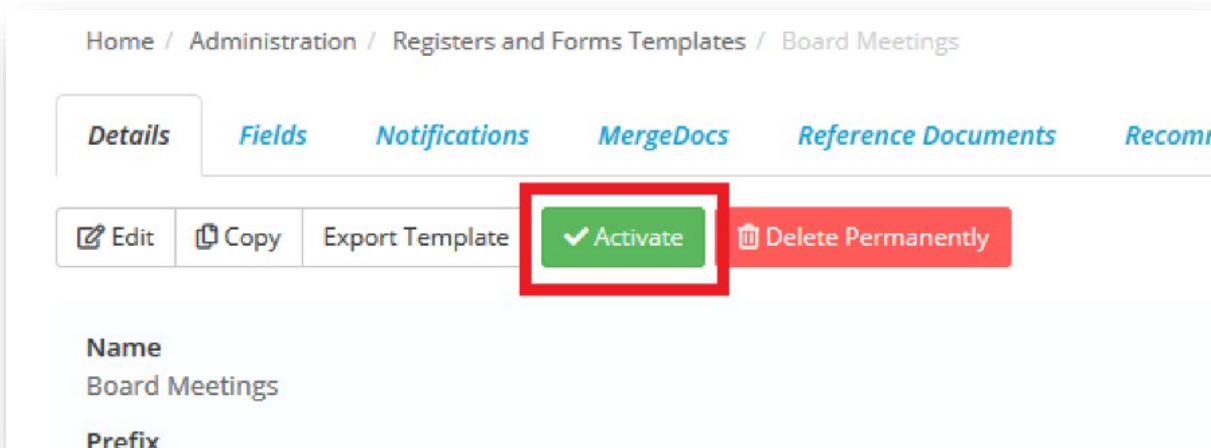 Home / Administration / Registers and Forms Templates / Board Meetings
Details Fields Notifications MergeDocs Reference Documents
Edit Copy Export Template Activate Delete Permanently
Name
Board Meetings
Prefix